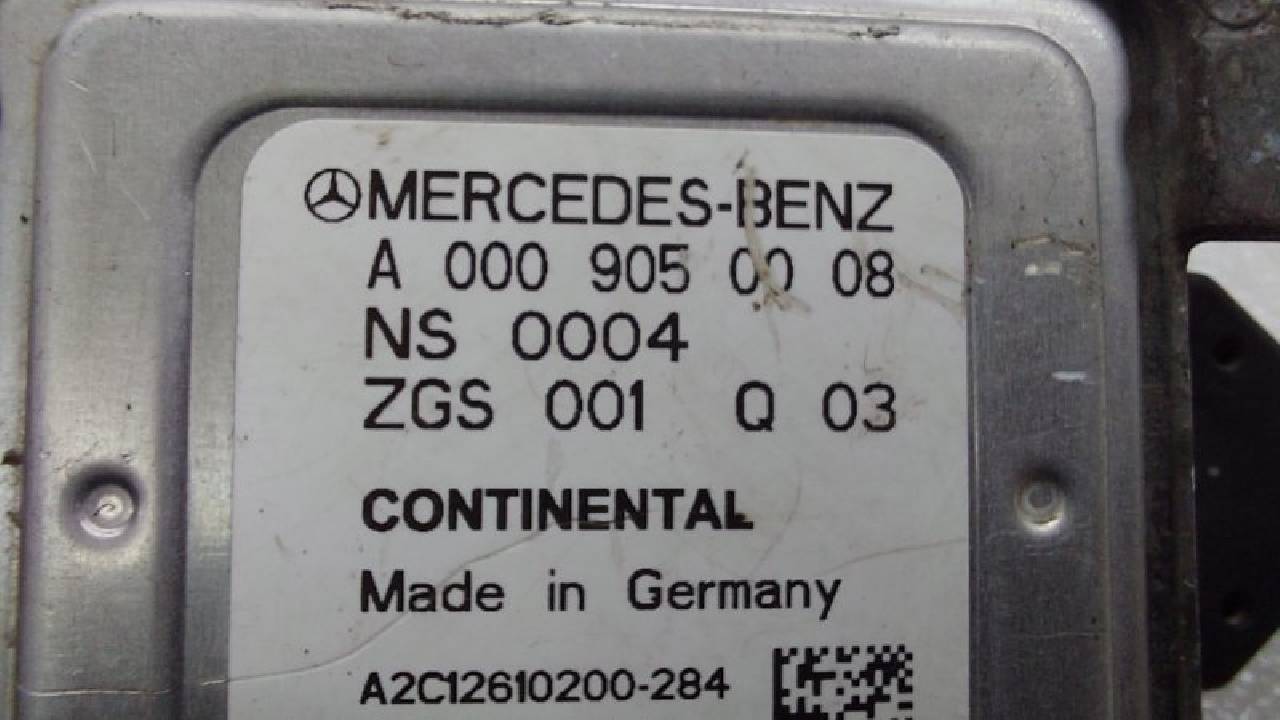 MERCEDES-BENZ
A 000 905 00 08
NS 0004
ZGS 001 Q 03
CONTINENTAL
Made in Germany
A2C12610200-284